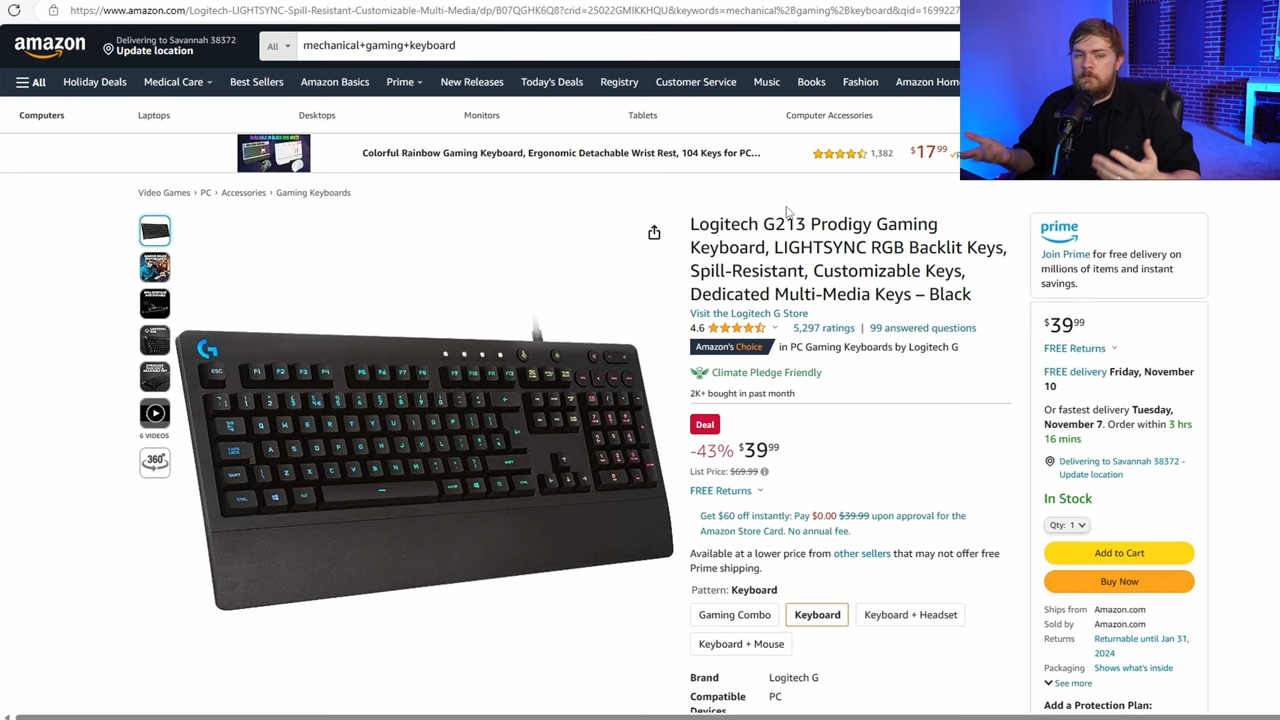 https://www.amazon.com/Logitech-LIGHTSYNC-Spill-Resistant-Customizable-Multi-Media/dp/B07QGHK6Q8?crid=25022GMIKKHQU&keywords=mechanical%2Bgaming%2Bkeyboard&qid=1699227
amazon
Delivering to Savannah 38372
Update location
All
mechanical+gaming+keyboard
All
Holiday Deals
Medical Care
Best Sellers
Amazon Basics
Prime
Registry
Customer Service
Music
Books
Fashion
Amazon Hom
Computers
Laptops
Desktops
Monitors
Tablets
Computer Accessories
Colorful Rainbow Gaming Keyboard, Ergonomic Detachable Wrist Rest, 104 Keys for PC...
1,382
$17 99
Video Games › PC › Accessories › Gaming Keyboards
6 VIDEOS
360°
Logitech G213 Prodigy Gaming
Keyboard, LIGHTSYNC RGB Backlit Keys,
Spill-Resistant, Customizable Keys,
Dedicated Multi-Media Keys – Black
Visit the Logitech G Store
4.6
5,297 ratings | 99 answered questions
Amazon's Choice in PC Gaming Keyboards by Logitech G
Climate Pledge Friendly
2K+ bought in past month
Deal
-43% $39 99
List Price: $69.99
FREE Returns
Get $60 off instantly: Pay $0.00 $39.99 upon approval for the
Amazon Store Card. No annual fee.
Available at a lower price from other sellers that may not offer free
Prime shipping.
Pattern: Keyboard
Gaming Combo
Keyboard
Keyboard + Headset
Keyboard + Mouse
Brand Logitech G
Compatible PC
Devices
prime
Join Prime for free delivery on
millions of items and instant
savings.
$39 99
FREE Returns
FREE delivery Friday, November
10
Or fastest delivery Tuesday,
November 7. Order within 3 hrs
16 mins
Delivering to Savannah 38372 -
Update location
In Stock
Qty: 1
Add to Cart
Buy Now
Ships from Amazon.com
Sold by Amazon.com
Returns Returnable until Jan 31,
2024
Packaging Shows what's inside
See more
Add a Protection Plan: